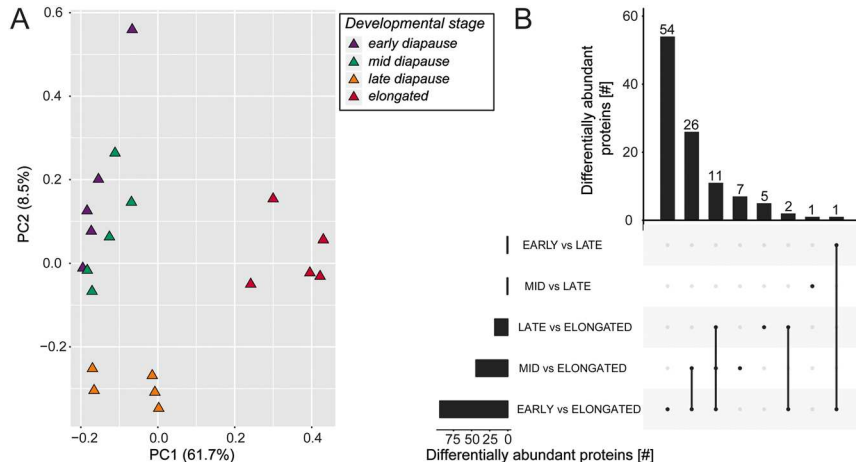 A
Developmental stage
early diapause
mid diapause
late diapause
elongated
0.6
0.4
0.2
0.0
−0.2
PC2 (8.5%)
−0.2
0.0
0.2
0.4
PC1 (61.7%)
B
Differentially abundant
proteins [#]
60
40
20
0
54
26
11
7
5
2
1
1
EARLY vs LATE
MID vs LATE
LATE vs ELONGATED
MID vs ELONGATED
EARLY vs ELONGATED
75 50 25 0
Differentially abundant proteins [#]